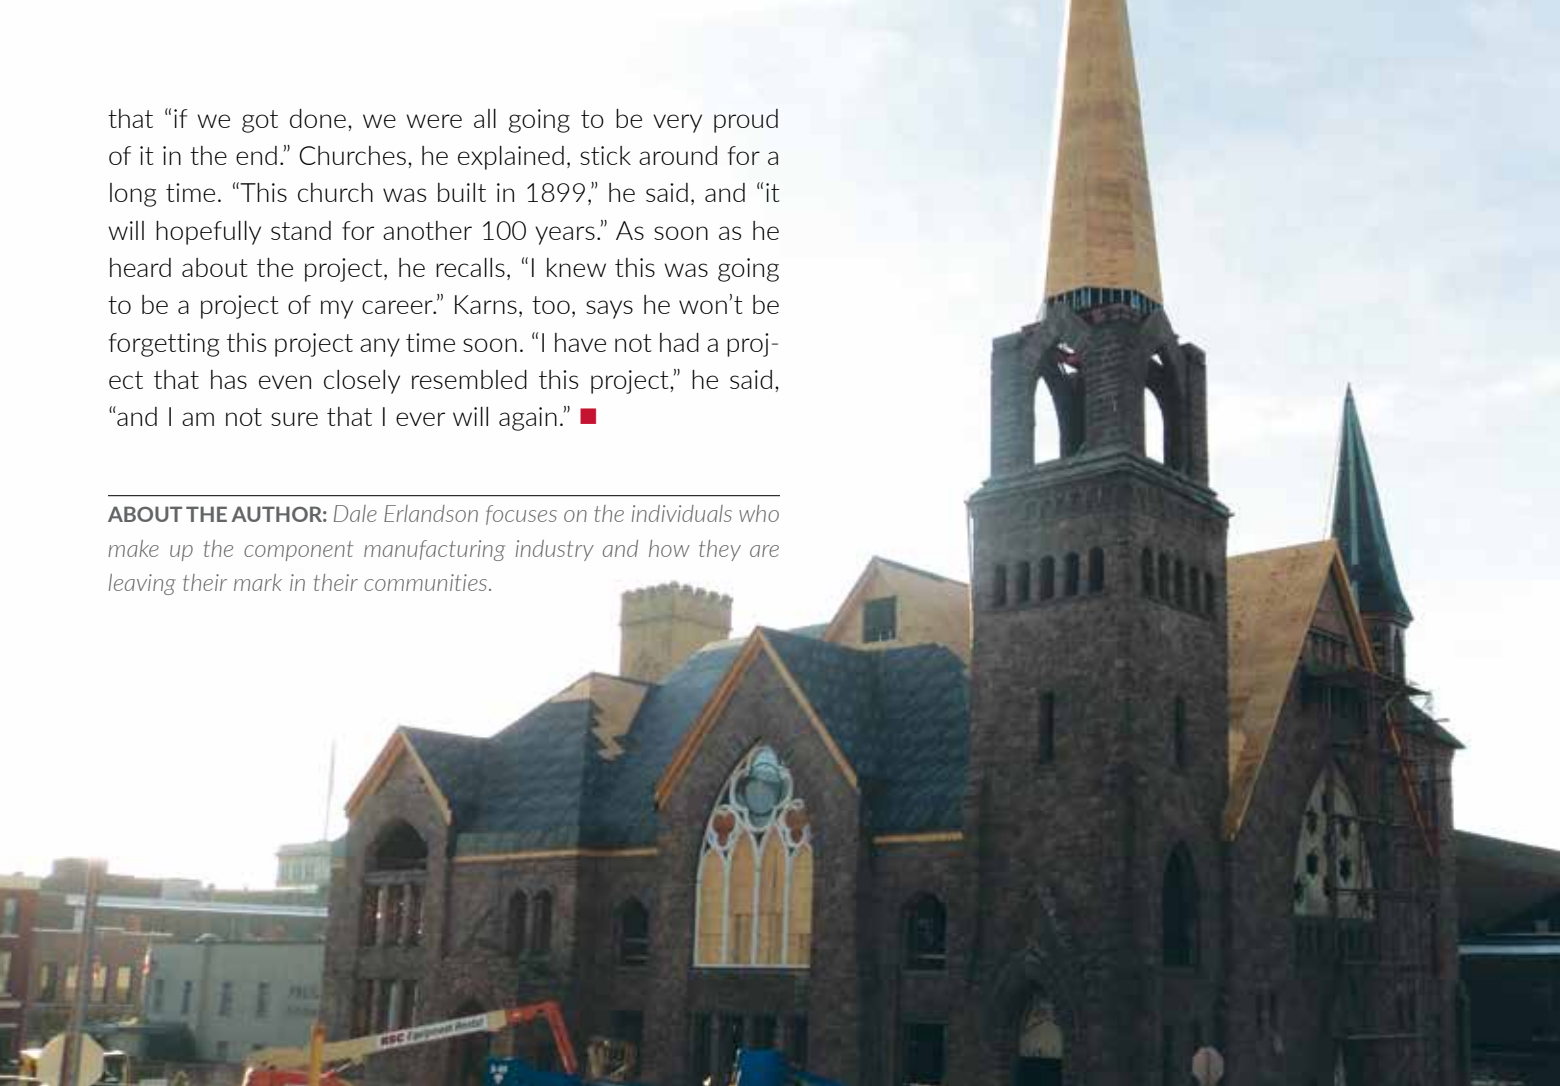 that “if we got done, we were all going to be very proud
of it in the end.” Churches, he explained, stick around for a
long time. “This church was built in 1899,” he said, and “it
will hopefully stand for another 100 years.” As soon as he
heard about the project, he recalls, “I knew this was going
to be a project of my career.” Karns, too, says he won’t be
forgetting this project any time soon. “I have not had a proj-
ect that has even closely resembled this project,” he said,
“and I am not sure that I ever will again.”
ABOUT THE AUTHOR: Dale Erlandson focuses on the individuals who
make up the component manufacturing industry and how they are
leaving their mark in their communities.
RSC Equipment Rental